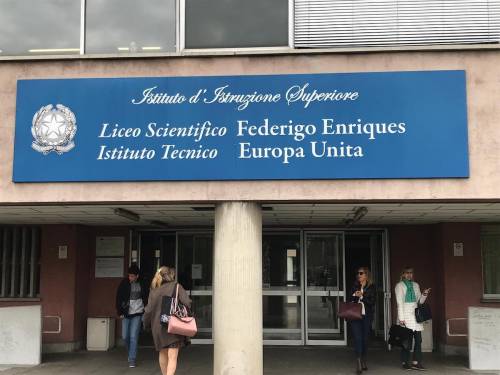 Istituto d'Istruzione Superiore
Liceo Scientifico Federigo Enriques
Istituto Tecnico Europa Unita